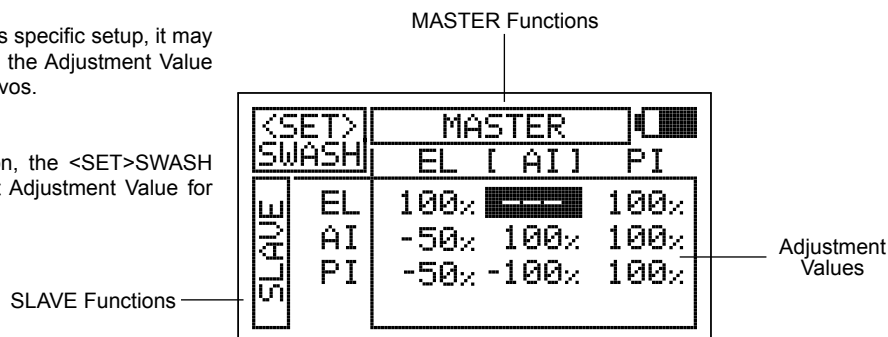 MASTER Functions
s specific setup, it may
the Adjustment Value
vos.
on, the <SET>SWASH
t Adjustment Value for
<SET> MASTER
SWASH EL [ AI ] PI
SLAVE
EL 100% --- 100%
AI -50% 100% 100%
PI -50% -100% 100%
Adjustment
Values
SLAVE Functions